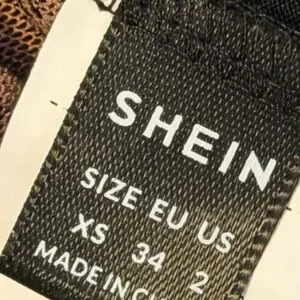 SHEIN
SIZE EU US
XS 34 2
MADE IN